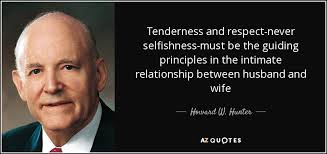 Tenderness and respect-never
selfishness-must be the guiding
principles in the intimate
relationship between husband and
wife
Howard W. Hunter
AZ QUOTES